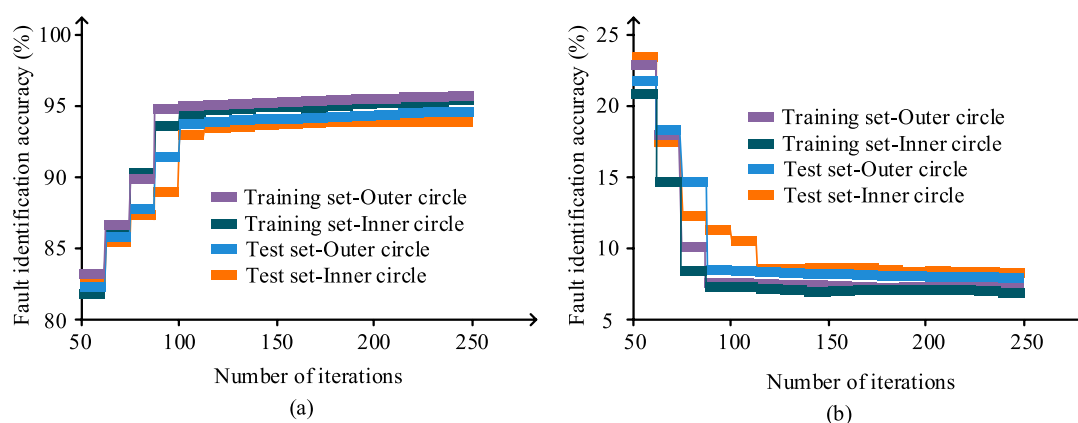 Fault identification accuracy (%)
100
95
90
85
80
50
100
150
200
250
Training set-Outer circle
Training set-Inner circle
Test set-Outer circle
Test set-Inner circle
Number of iterations
(a)
Fault identification accuracy (%)
25
20
15
10
5
50
100
150
200
250
Training set-Outer circle
Training set-Inner circle
Test set-Outer circle
Test set-Inner circle
Number of iterations
(b)